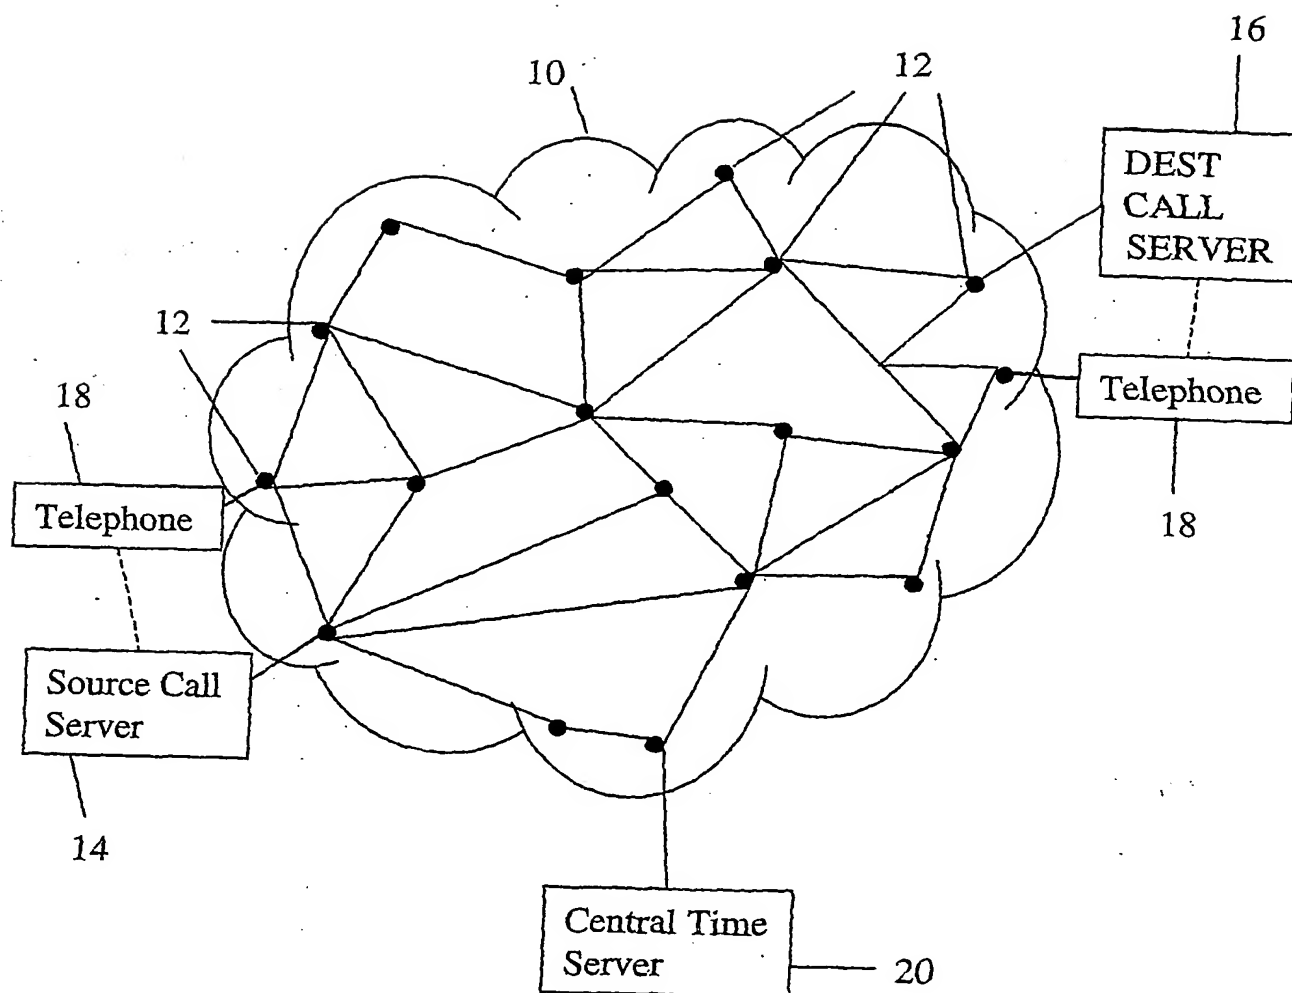 16
10
12
DEST
CALL
SERVER
12
18
Telephone
Telephone
18
Source Call
Server
14
Central Time
Server
20